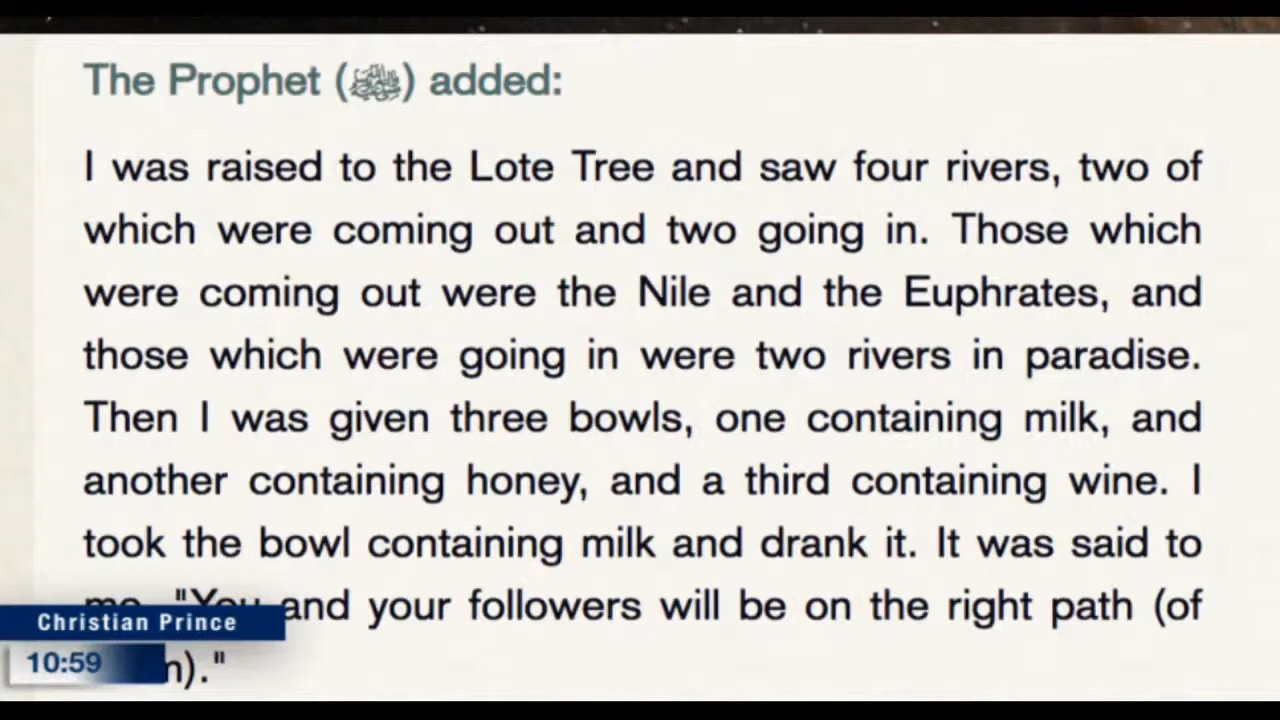 The Prophet (ﷺ) added:
I was raised to the Lote Tree and saw four rivers, two of
which were coming out and two going in. Those which
were coming out were the Nile and the Euphrates, and
those which were going in were two rivers in paradise.
Then I was given three bowls, one containing milk, and
another containing honey, and a third containing wine. I
took the bowl containing milk and drank it. It was said to
"You and your followers will be on the right path (of
Christian Prince
10:59